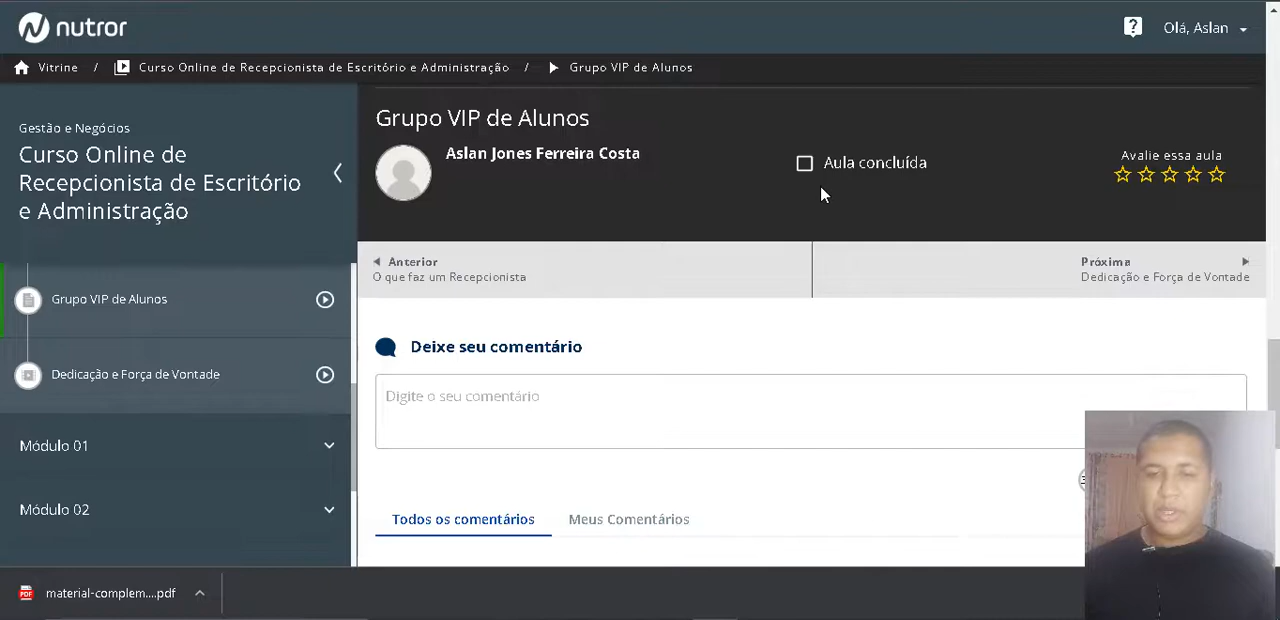 nutror
?
Olá, Aslan
Vitrine / Curso Online de Recepcionista de Escritório e Administração / Grupo VIP de Alunos
Gestão e Negócios
Curso Online de
Recepcionista de Escritório
e Administração
Grupo VIP de Alunos
Dedicação e Força de Vontade
Módulo 01
Módulo 02
Grupo VIP de Alunos
Aslan Jones Ferreira Costa
Aula concluída
Avalie essa aula
Anterior
O que faz um Recepcionista
Próxima
Dedicação e Força de Vontade
Deixe seu comentário
Digite o seu comentário
Todos os comentários
Meus Comentários
PDF
material-complem....pdf